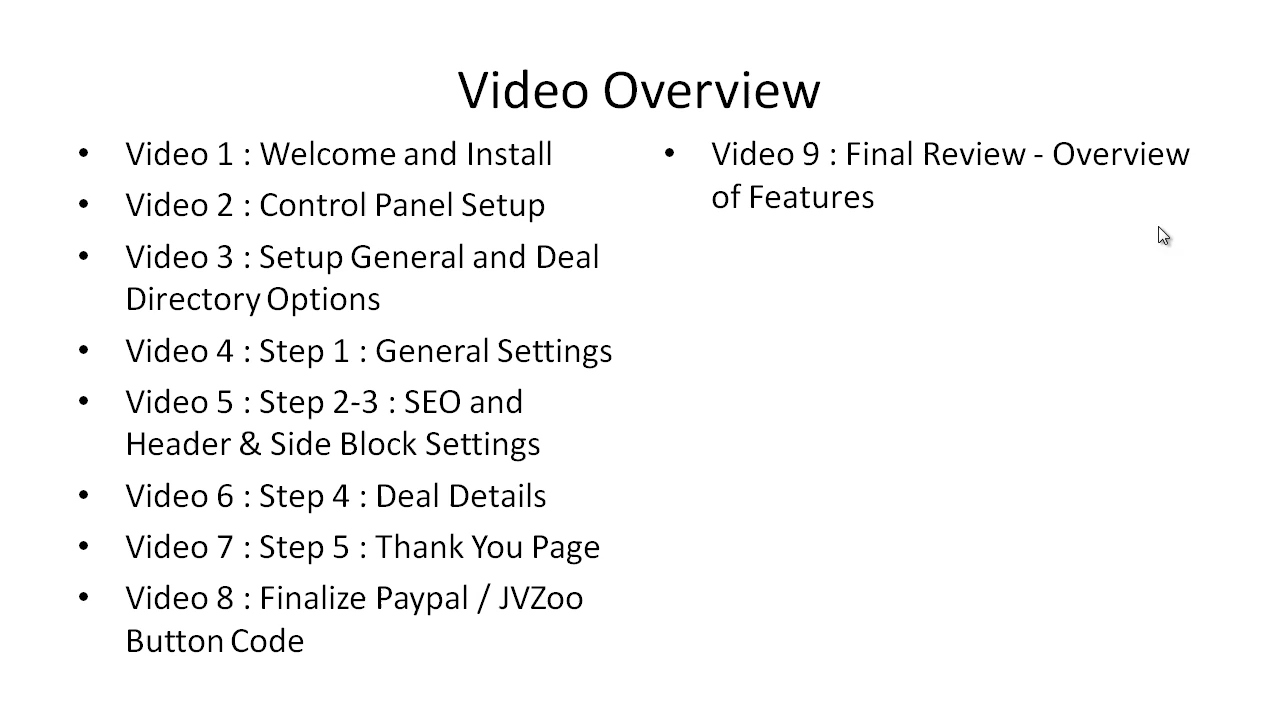 Video Overview
• Video 1 : Welcome and Install
• Video 2 : Control Panel Setup
• Video 3 : Setup General and Deal
Directory Options
• Video 4 : Step 1 : General Settings
• Video 5 : Step 2-3 : SEO and
Header & Side Block Settings
• Video 6 : Step 4 : Deal Details
• Video 7 : Step 5 : Thank You Page
• Video 8 : Finalize Paypal / JVZoo
Button Code
• Video 9 : Final Review - Overview
of Features